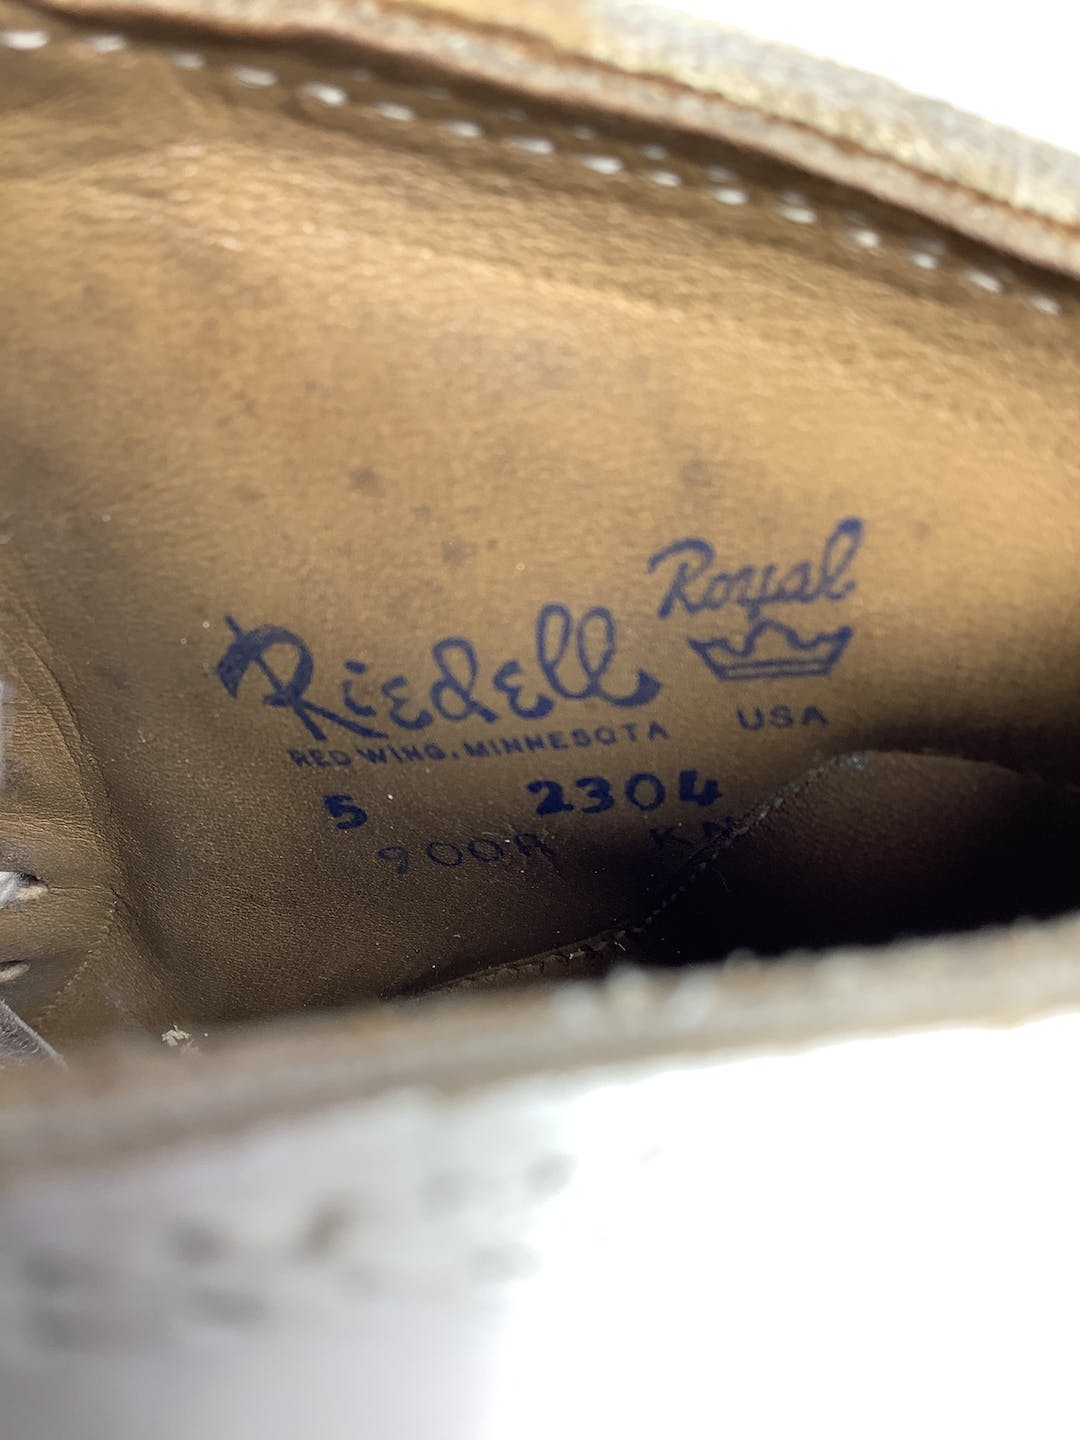 Riedell Royal
RED WING, MINNESOTA USA
5 2304
900R